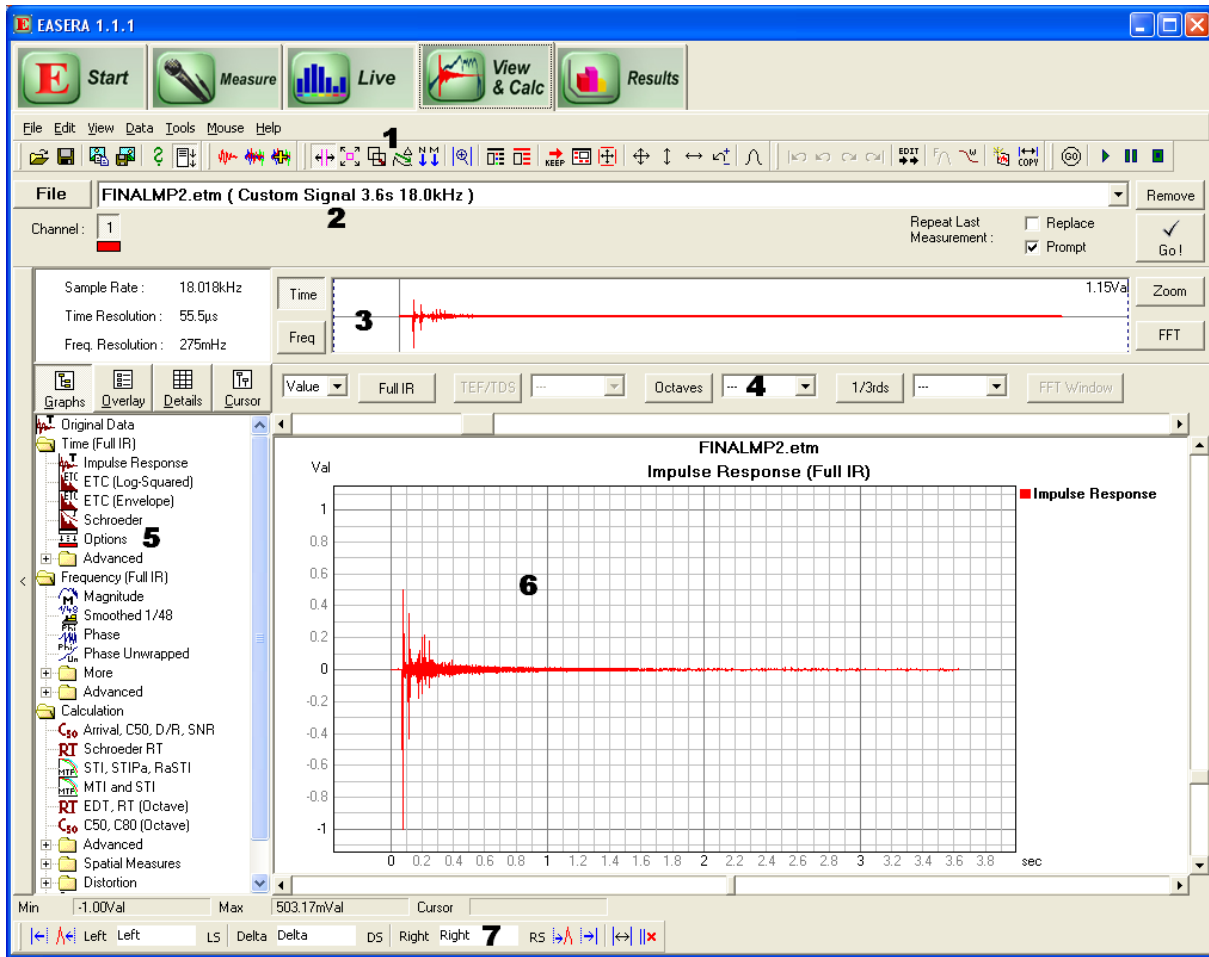 EASERA 1.1.1
E Start Measure Live View & Calc Results
File Edit View Data Tools Mouse Help
1
KEEP EDIT COPY GO
File FINALMP2.etm ( Custom Signal 3.6s 18.0kHz ) Remove
2
Channel : 1 Repeat Last Measurement : Replace Prompt Go!
Sample Rate : 18.018kHz
Time Resolution : 55.5µs
Freq. Resolution : 275mHz
Time 1.15Va Zoom
3
Freq FFT
Graphs Overlay Details Cursor
Value Full IR TEF/TDS --- Octaves --- 4 1/3rds --- FFT Window
Original Data
Time (Full IR)
Impulse Response
ETC (Log-Squared)
ETC (Envelope)
Schroeder
Options 5
Advanced
Frequency (Full IR)
Magnitude
Smoothed 1/48
Phase
Phase Unwrapped
More
Advanced
Calculation
C50 Arrival, C50, D/R, SNR
RT Schroeder RT
MTF STI, STIPa, RaSTI
MTF MTI and STI
RT EDT, RT (Octave)
C50 C50, C80 (Octave)
Advanced
Spatial Measures
Distortion
FINALMP2.etm
Impulse Response (Full IR)
Val
Impulse Response
1
0.8
0.6
6
0.4
0.2
0
-0.2
-0.4
-0.6
-0.8
-1
0 0.2 0.4 0.6 0.8 1 1.2 1.4 1.6 1.8 2 2.2 2.4 2.6 2.8 3 3.2 3.4 3.6 3.8 sec
Min -1.00Val Max 503.17mVal Cursor
Left Left LS Delta Delta DS Right Right 7 RS